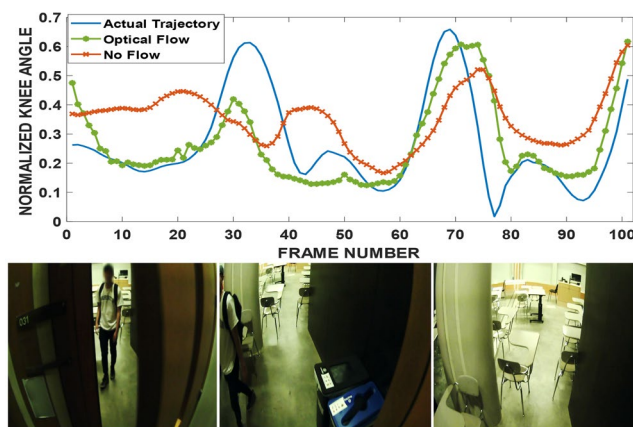 Actual Trajectory
Optical Flow
No Flow
NORMALIZED KNEE ANGLE
0.7
0.6
0.5
0.4
0.3
0.2
0.1
0
0 10 20 30 40 50 60 70 80 90 100
FRAME NUMBER
031